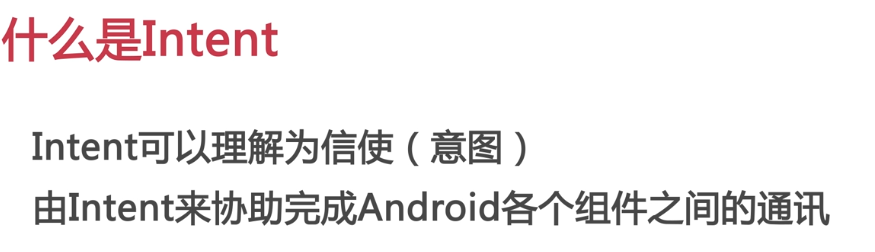 什么是Intent
Intent可以理解为信使（意图）
由Intent来协助完成Android各个组件之间的通讯